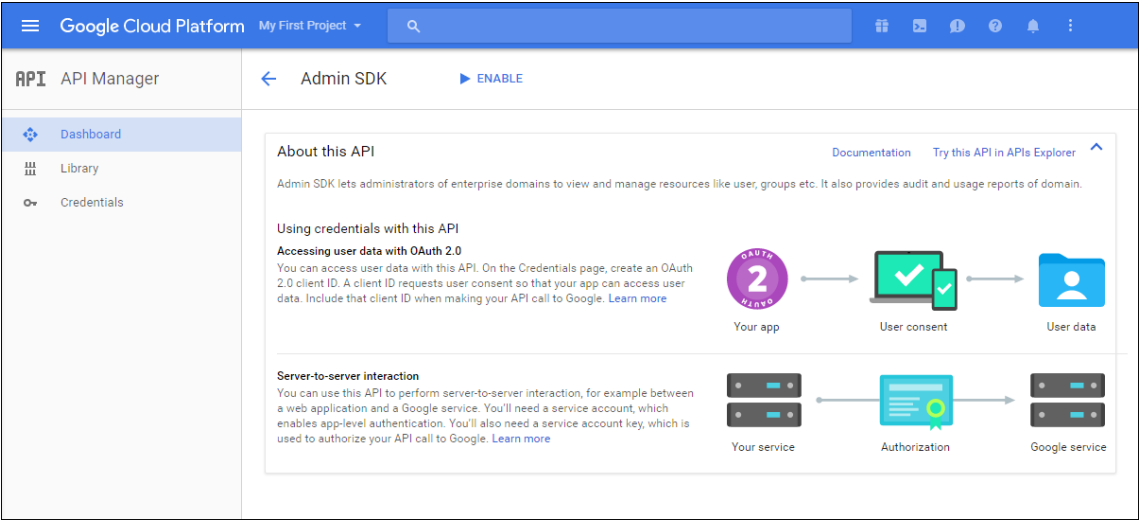 Google Cloud Platform My First Project
API API Manager
Admin SDK ENABLE
Dashboard
Library
Credentials
About this API Documentation Try this API in APIs Explorer
Admin SDK lets administrators of enterprise domains to view and manage resources like user, groups etc. It also provides audit and usage reports of domain.
Using credentials with this API
Accessing user data with OAuth 2.0
You can access user data with this API. On the Credentials page, create an OAuth
2.0 client ID. A client ID requests user consent so that your app can access user
data. Include that client ID when making your API call to Google. Learn more
OAUTH
2
OAUTH
Your app User consent User data
Server-to-server interaction
You can use this API to perform server-to-server interaction, for example between
a web application and a Google service. You'll need a service account, which
enables app-level authentication. You'll also need a service account key, which is
used to authorize your API call to Google. Learn more
Your service Authorization Google service